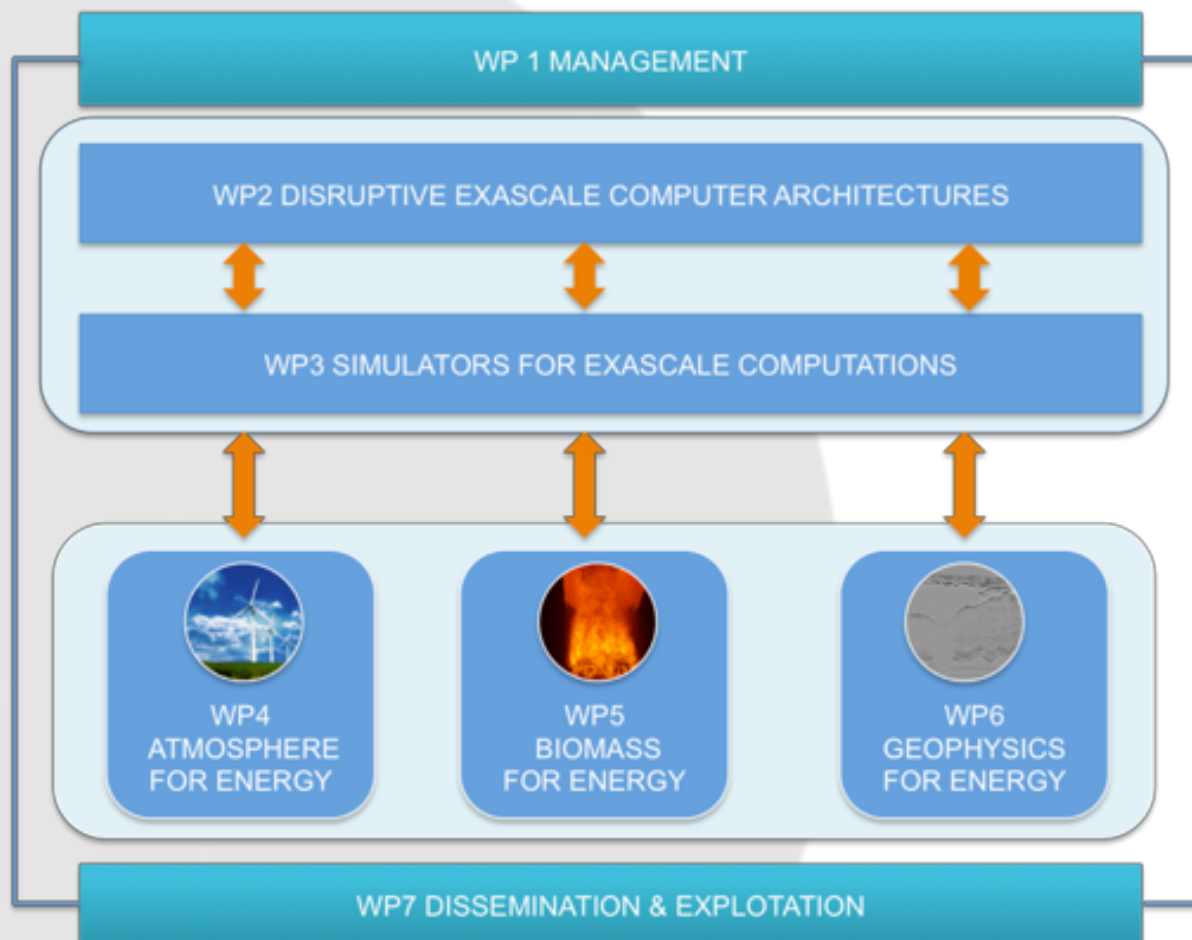 WP 1 MANAGEMENT
WP2 DISRUPTIVE EXASCALE COMPUTER ARCHITECTURES
WP3 SIMULATORS FOR EXASCALE COMPUTATIONS
WP4
ATMOSPHERE
FOR ENERGY
WP5
BIOMASS
FOR ENERGY
WP6
GEOPHYSICS
FOR ENERGY
WP7 DISSEMINATION & EXPLOTATION